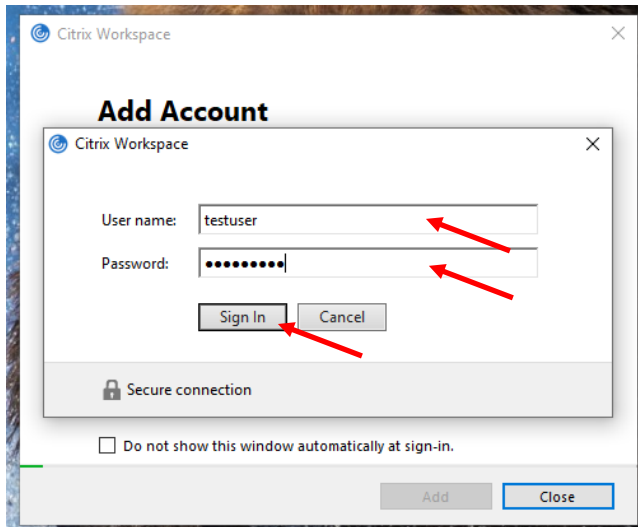 Citrix Workspace
Add Account
Citrix Workspace
User name: testuser
Password: ●●●●●●●●●
Sign In Cancel
Secure connection
Do not show this window automatically at sign-in.
Add Close